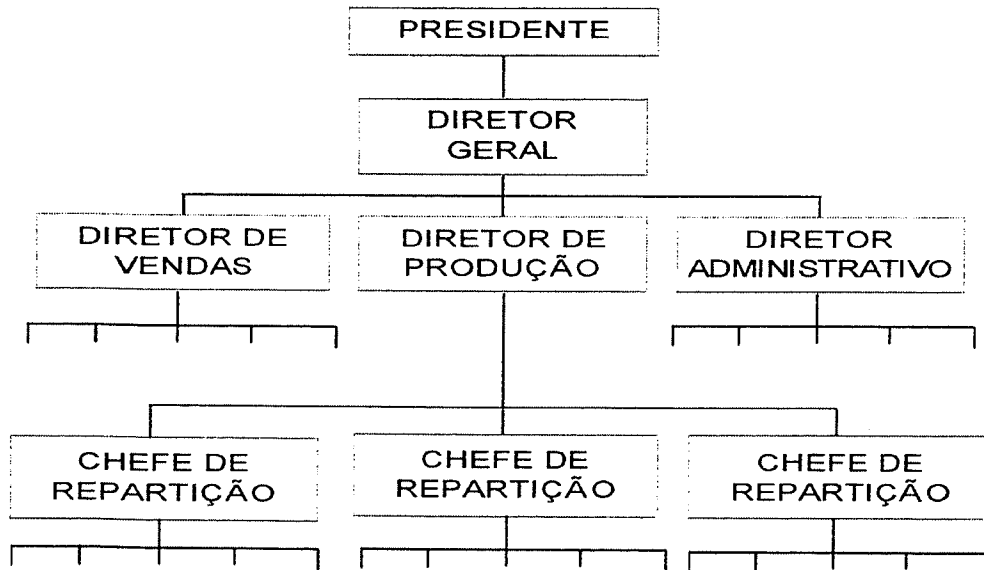 PRESIDENTE
DIRETOR
GERAL
DIRETOR DE
VENDAS
DIRETOR DE
PRODUÇÃO
DIRETOR
ADMINISTRATIVO
CHEFE DE
REPARTIÇÃO
CHEFE DE
REPARTIÇÃO
CHEFE DE
REPARTIÇÃO